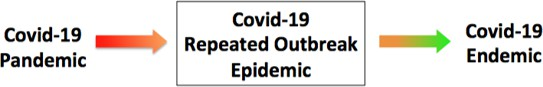 Covid-19
Pandemic
Covid-19
Repeated Outbreak
Epidemic
Covid-19
Endemic